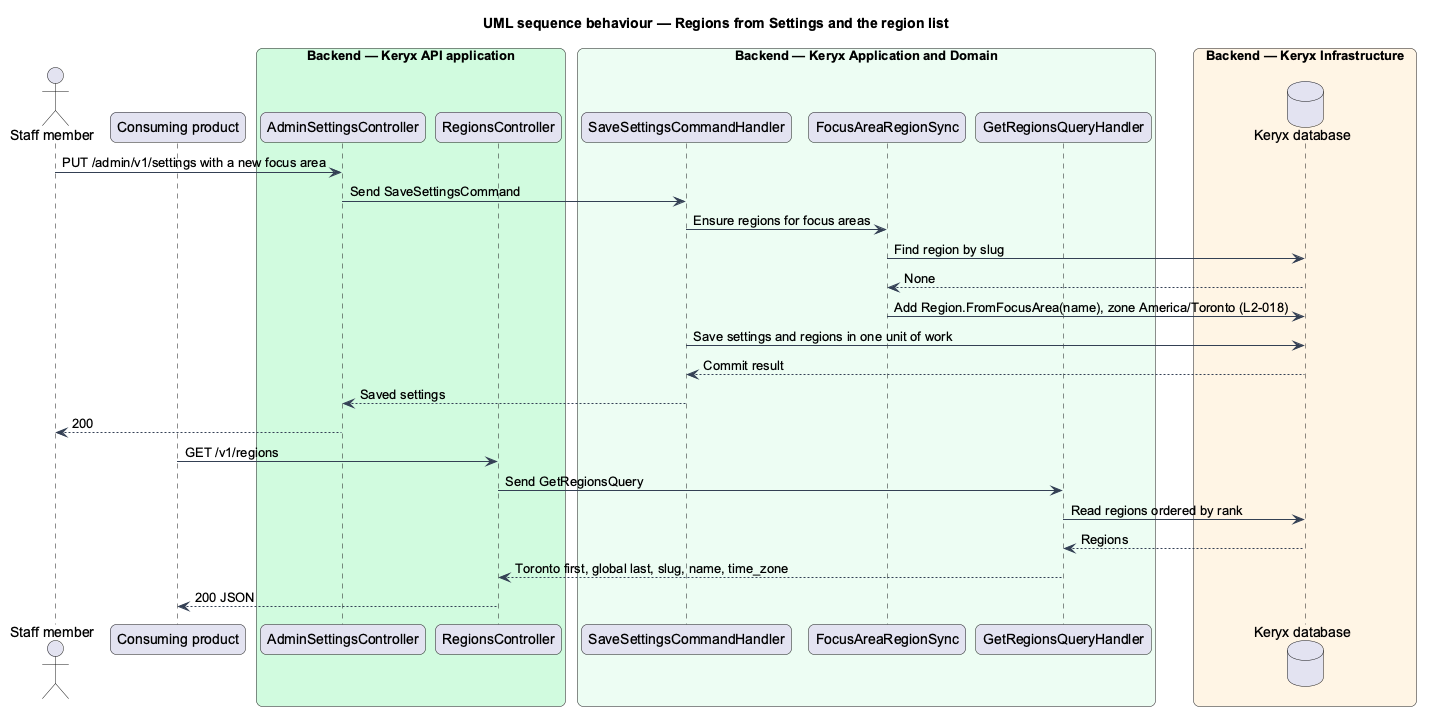 UML sequence behaviour — Regions from Settings and the region list
Backend — Keryx API application
Backend — Keryx Application and Domain
Backend — Keryx Infrastructure
Staff member
Consuming product
AdminSettingsController
RegionsController
SaveSettingsCommandHandler
FocusAreaRegionSync
GetRegionsQueryHandler
Keryx database
PUT /admin/v1/settings with a new focus area
Send SaveSettingsCommand
Ensure regions for focus areas
Find region by slug
None
Add Region.FromFocusArea(name), zone America/Toronto (L2-018)
Save settings and regions in one unit of work
Commit result
Saved settings
200
GET /v1/regions
Send GetRegionsQuery
Read regions ordered by rank
Regions
Toronto first, global last, slug, name, time_zone
200 JSON
Staff member
Consuming product
AdminSettingsController
RegionsController
SaveSettingsCommandHandler
FocusAreaRegionSync
GetRegionsQueryHandler
Keryx database